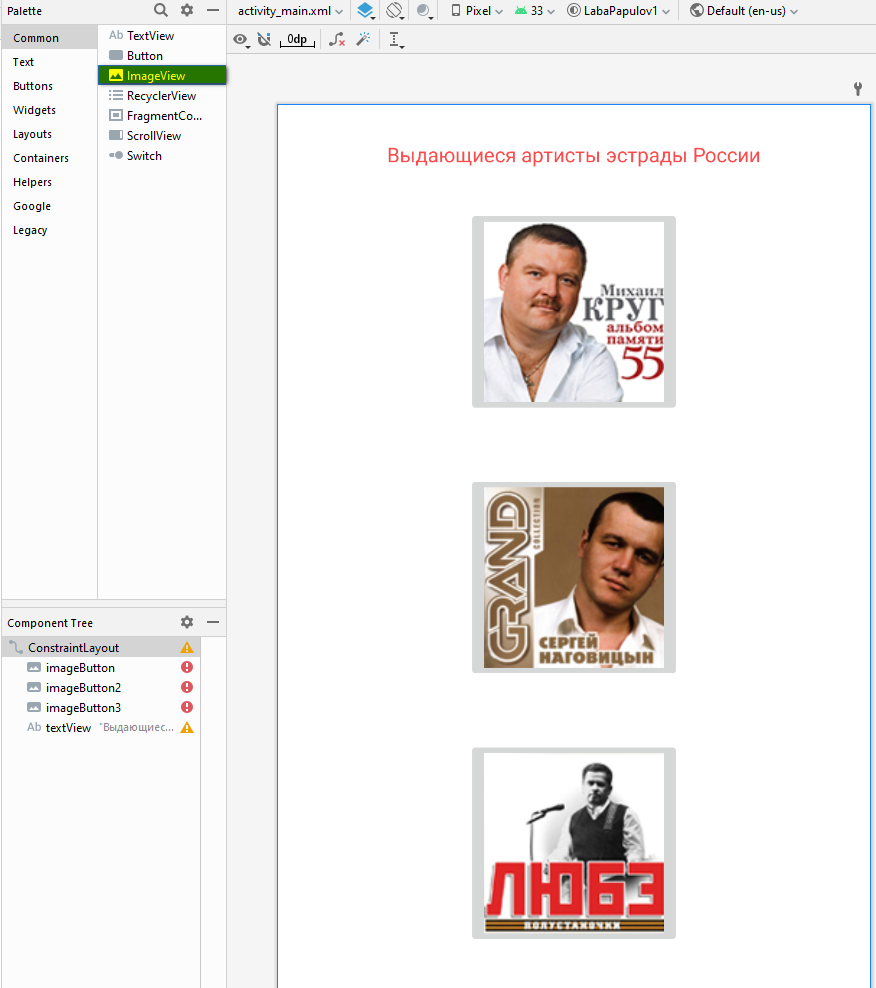 Palette
activity_main.xml
Pixel
33
LabaPapulov1
Default (en-us)
Common
Text
Buttons
Widgets
Layouts
Containers
Helpers
Google
Legacy
Ab TextView
Button
ImageView
RecyclerView
FragmentCo...
ScrollView
Switch
0dp
Выдающиеся артисты эстрады России
Михаил
КРУГ
альбом
памяти
55
GRAND
COLLECTION
СЕРГЕЙ
НАГОВИЦЫН
ЛЮБЭ
ПОЛУСТАНОЧКИ
Component Tree
ConstraintLayout
imageButton
imageButton2
imageButton3
Ab textView "Выдающиес...